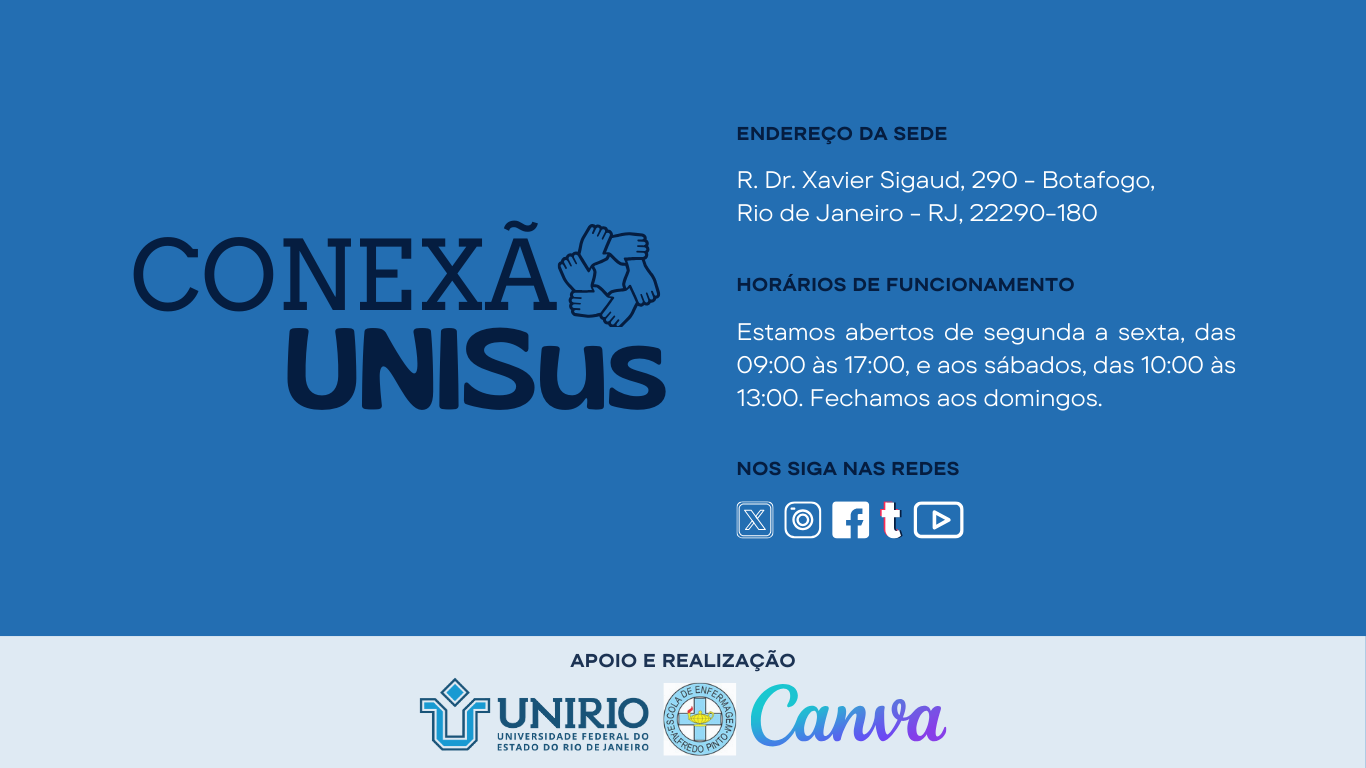 CONEXÃ
UNISus
ENDEREÇO DA SEDE
R. Dr. Xavier Sigaud, 290 - Botafogo,
Rio de Janeiro - RJ, 22290-180
HORÁRIOS DE FUNCIONAMENTO
Estamos abertos de segunda a sexta, das
09:00 às 17:00, e aos sábados, das 10:00 às
13:00. Fechamos aos domingos.
NOS SIGA NAS REDES
APOIO E REALIZAÇÃO
UNIRIO
UNIVERSIDADE FEDERAL DO
ESTADO DO RIO DE JANEIRO
ESCOLA DE ENFERMAGEM
ALFREDO PINTO
Canva